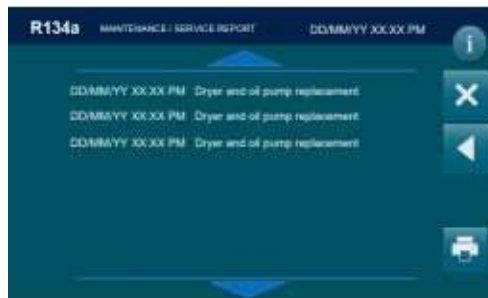 R134a MAINTENANCE / SERVICE REPORT DD/MM/YY XX:XX PM
DD/MM/YY XX:XX PM Dryer and oil pump replacement
DD/MM/YY XX:XX PM Dryer and oil pump replacement
DD/MM/YY XX:XX PM Dryer and oil pump replacement